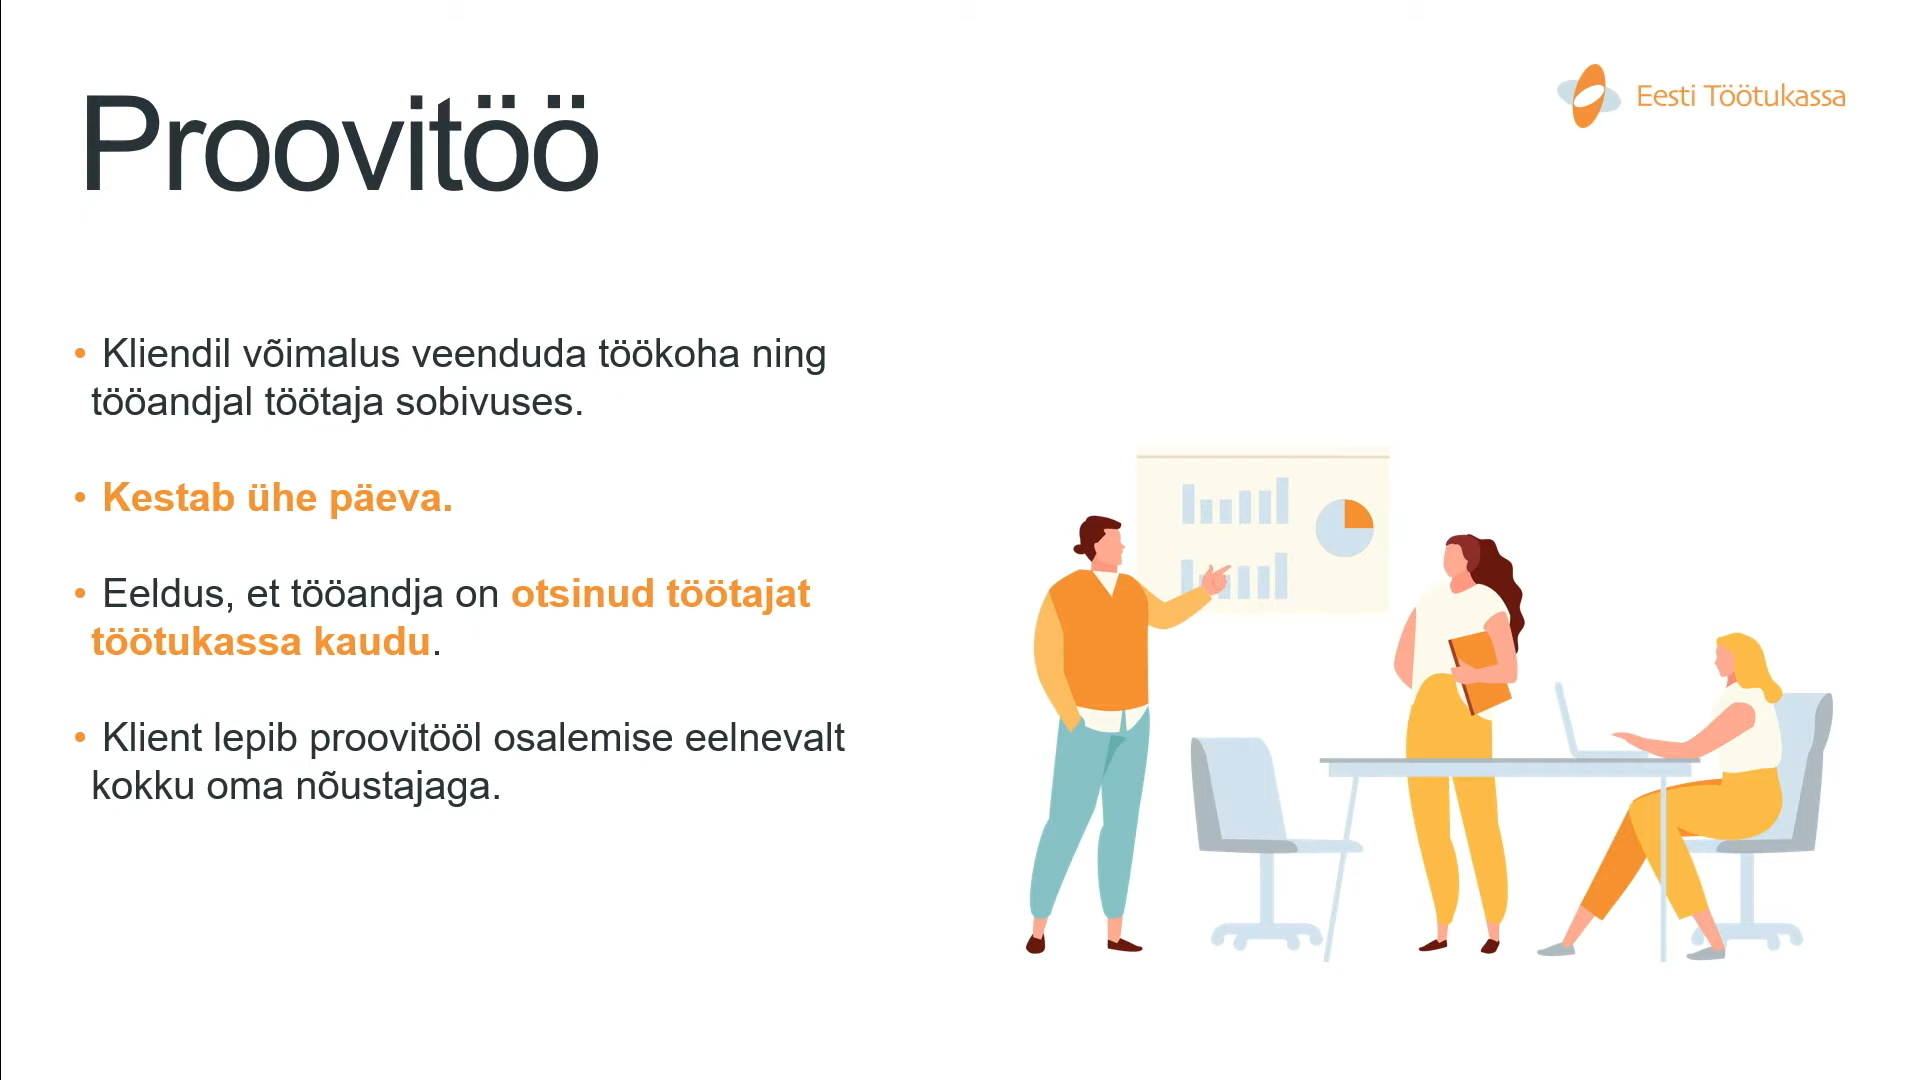 Proovitöö
Eesti Töötukassa
• Kliendil võimalus veenduda töökoha ning
tööandjal töötaja sobivuses.
• Kestab ühe päeva.
• Eeldus, et tööandja on otsinud töötajat
töötukassa kaudu.
• Klient lepib proovitööl osalemise eelnevalt
kokku oma nõustajaga.